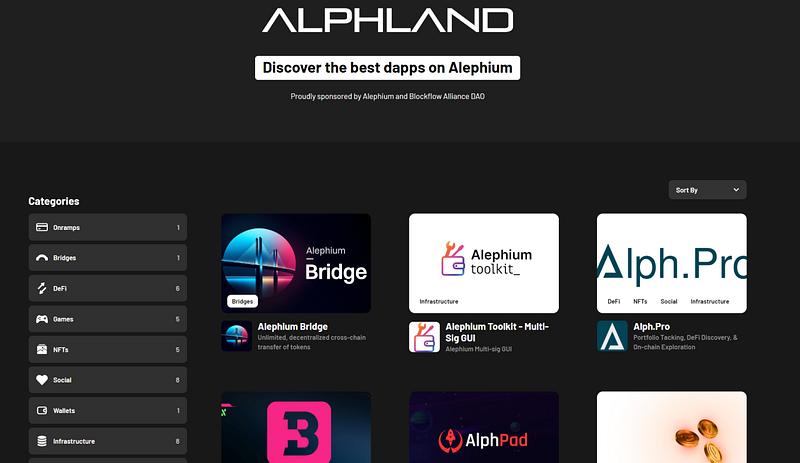 ALPHLAND
Discover the best dapps on Alephium
Proudly sponsored by Alephium and Blockflow Alliance DAO
Sort By
Categories
Onramps 1
Bridges 1
DeFi 6
Games 5
NFTs 5
Social 8
Wallets 1
Infrastructure 8
Alephium
Bridge
Bridges
Alephium Bridge
Unlimited, decentralized cross-chain
transfer of tokens
Alephium
toolkit_
Infrastructure
Alephium Toolkit - Multi-
Sig GUI
Alephium Multi-sig GUI
Alph.Pro
DeFi NFTs Social Infrastructure
Alph.Pro
Portfolio Tacking, DeFi Discovery, &
On-chain Exploration
B
AlphPad